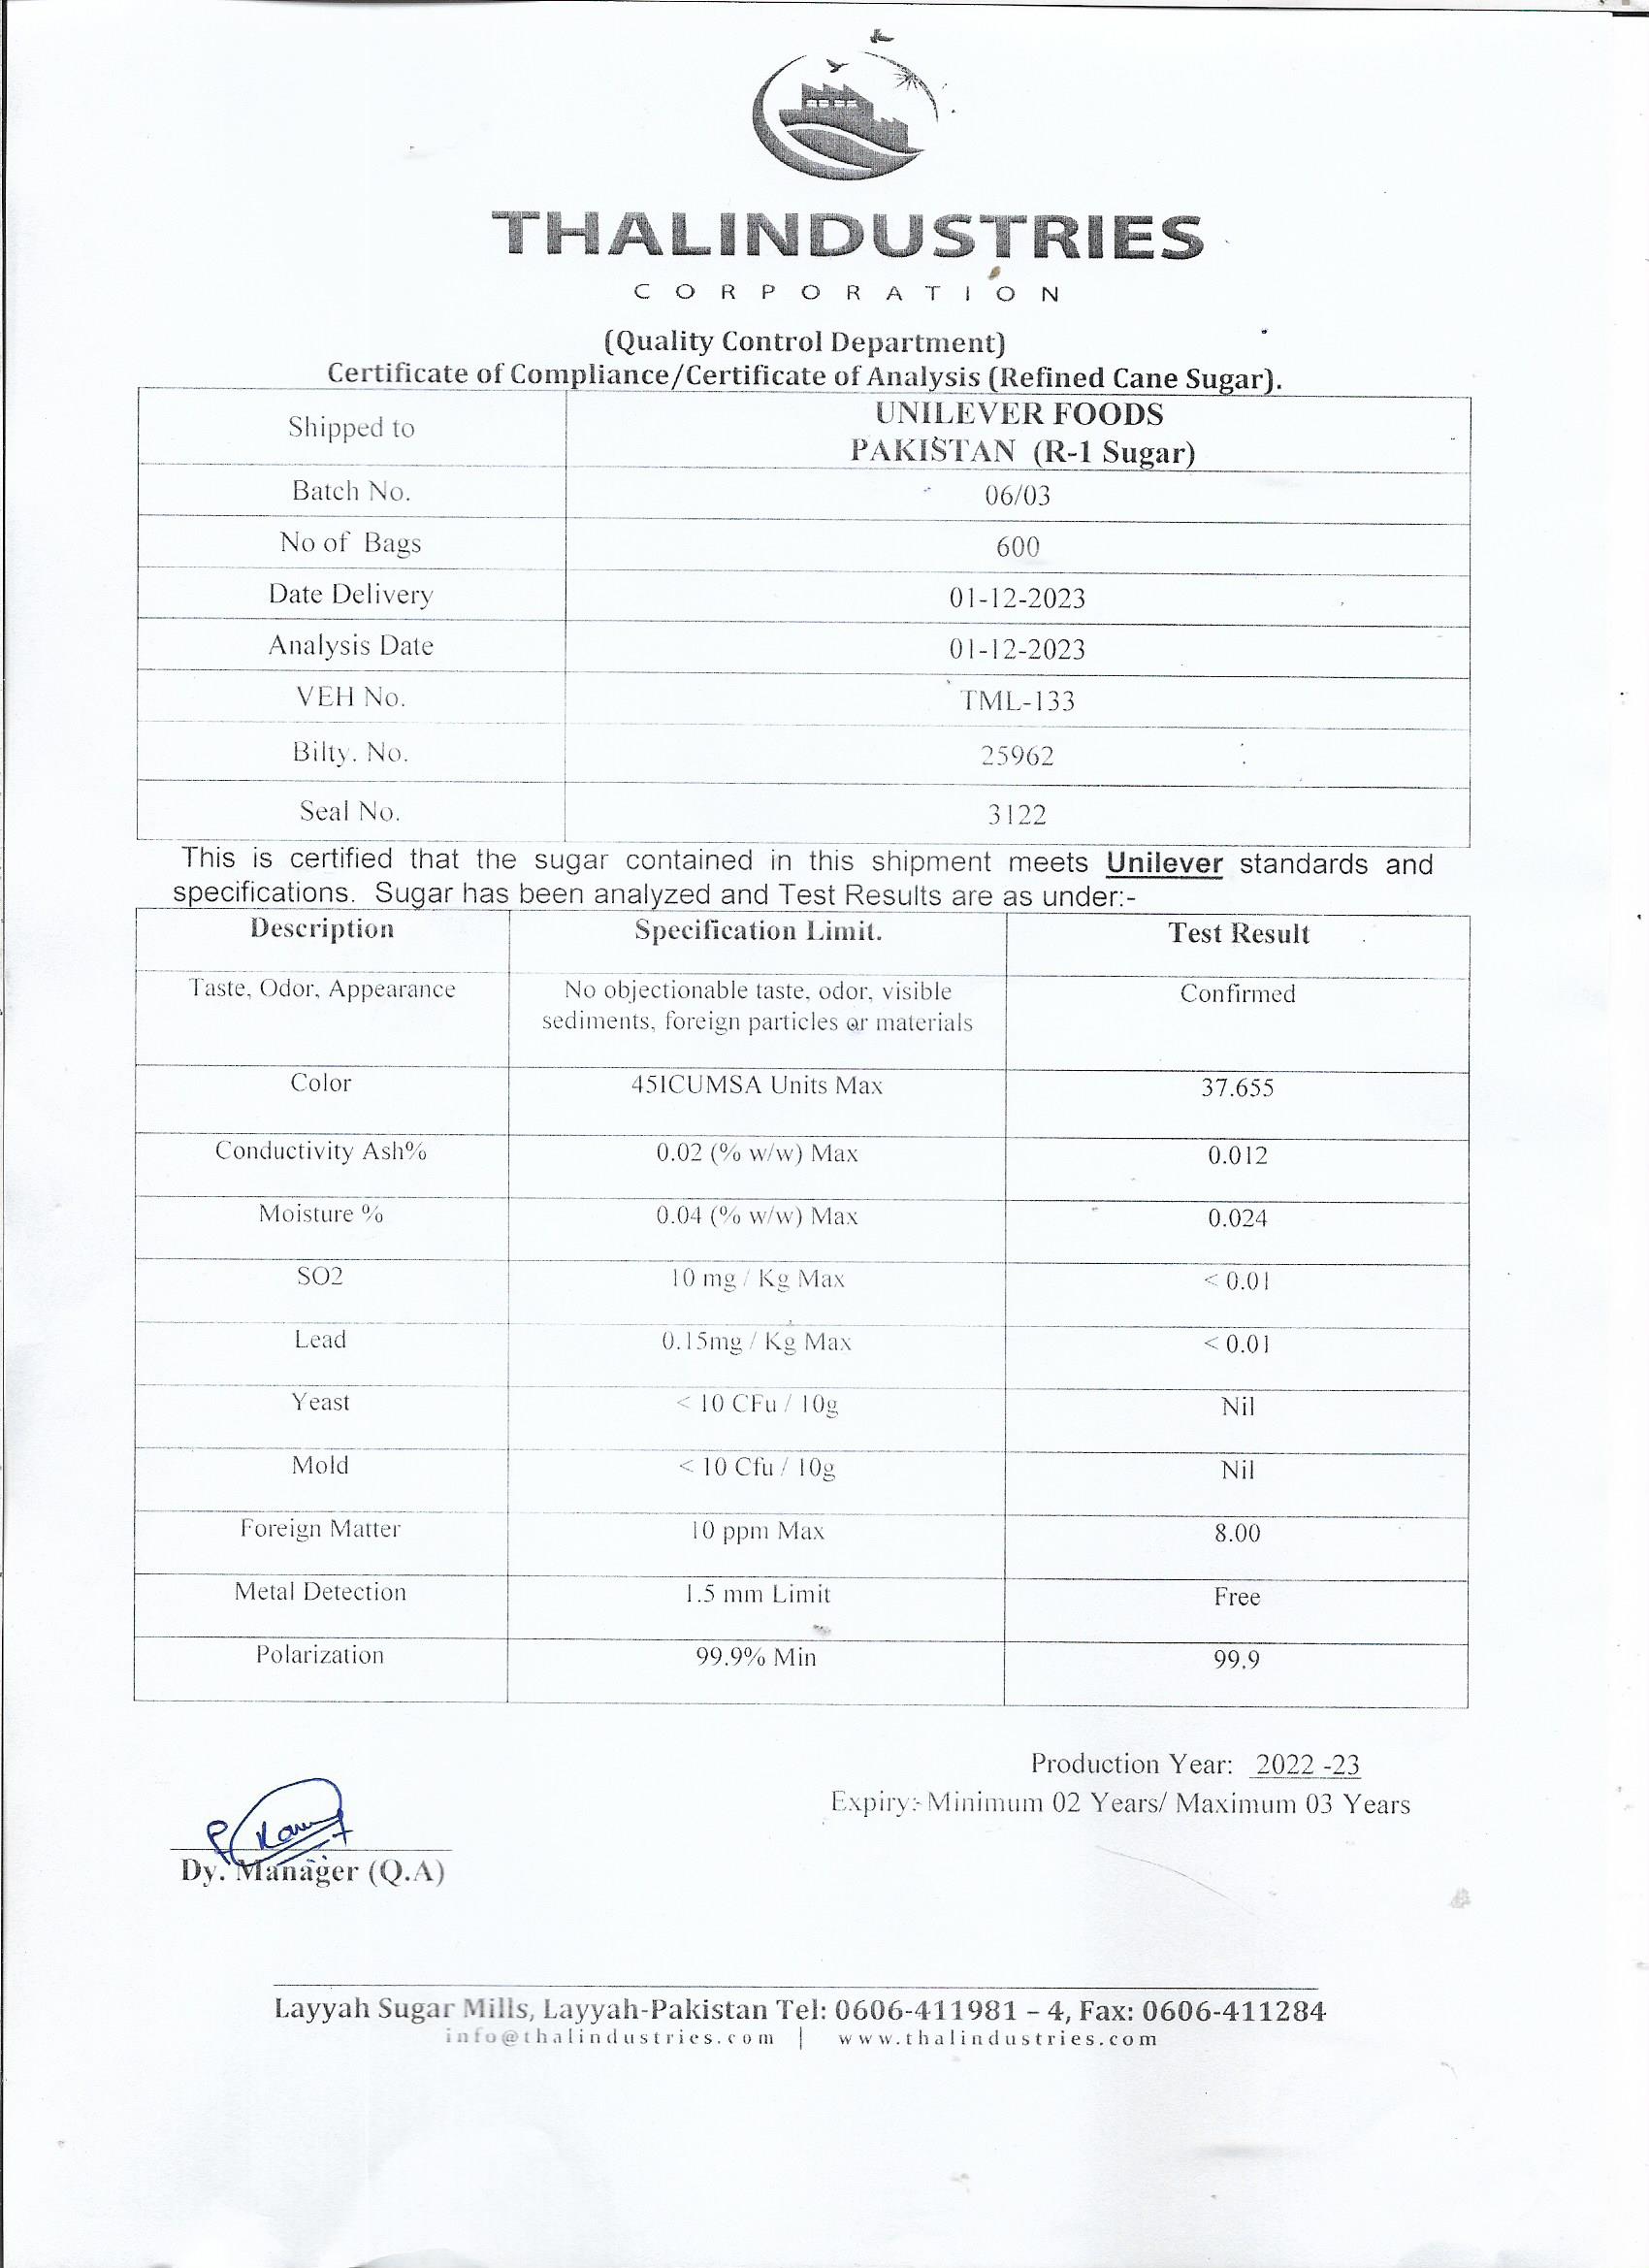 THALINDUSTRIES
CORPORATION
(Quality Control Department)
Certificate of Compliance/Certificate of Analysis (Refined Cane Sugar).
Shipped to UNILEVER FOODS
PAKISTAN (R-1 Sugar)
Batch No. 06/03
No of Bags 600
Date Delivery 01-12-2023
Analysis Date 01-12-2023
VEH No. TML-133
Bilty. No. 25962
Seal No. 3122
This is certified that the sugar contained in this shipment meets Unilever standards and
specifications. Sugar has been analyzed and Test Results are as under:-
Description Specification Limit. Test Result
Taste, Odor, Appearance No objectionable taste, odor, visible Confirmed
sediments, foreign particles or materials
Color 45ICUMSA Units Max 37.655
Conductivity Ash% 0.02 (% w/w) Max 0.012
Moisture % 0.04 (% w/w) Max 0.024
SO2 10 mg / Kg Max < 0.01
Lead 0.15mg / Kg Max < 0.01
Yeast < 10 CFu / 10g Nil
Mold < 10 Cfu / 10g Nil
Foreign Matter 10 ppm Max 8.00
Metal Detection 1.5 mm Limit Free
Polarization 99.9% Min 99.9
Production Year: 2022 -23
Expiry:- Minimum 02 Years/ Maximum 03 Years
Dy. Manager (Q.A)
Layyah Sugar Mills, Layyah-Pakistan Tel: 0606-411981 – 4, Fax: 0606-411284
info@thalindustries.com | www.thalindustries.com